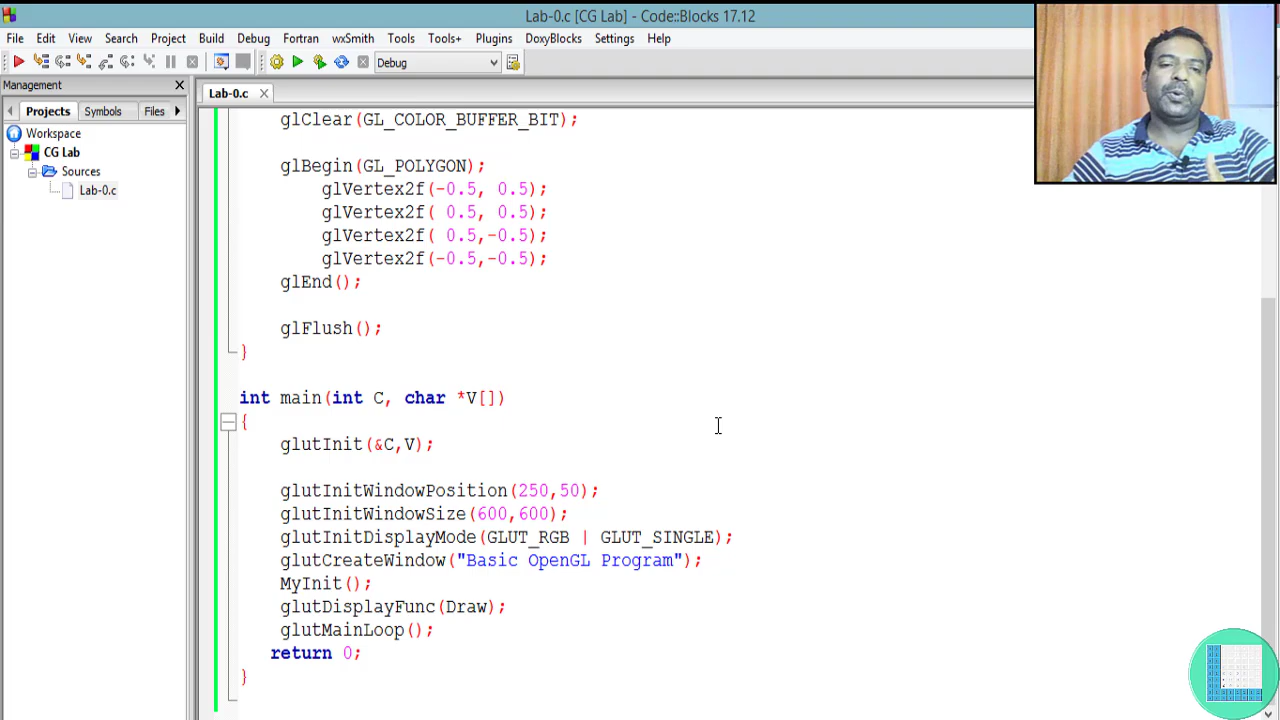 Lab-0.c [CG Lab] - Code::Blocks 17.12
File Edit View Search Project Build Debug Fortran wxSmith Tools Tools+ Plugins DoxyBlocks Settings Help
Debug
Management
Lab-0.c
Projects Symbols Files
Workspace
CG Lab
Sources
Lab-0.c
glClear(GL_COLOR_BUFFER_BIT);
glBegin(GL_POLYGON);
glVertex2f(-0.5, 0.5);
glVertex2f( 0.5, 0.5);
glVertex2f( 0.5,-0.5);
glVertex2f(-0.5,-0.5);
glEnd();
glFlush();
}
int main(int C, char *V[])
{
glutInit(&C,V);
glutInitWindowPosition(250,50);
glutInitWindowSize(600,600);
glutInitDisplayMode(GLUT_RGB | GLUT_SINGLE);
glutCreateWindow("Basic OpenGL Program");
MyInit();
glutDisplayFunc(Draw);
glutMainLoop();
return 0;
}